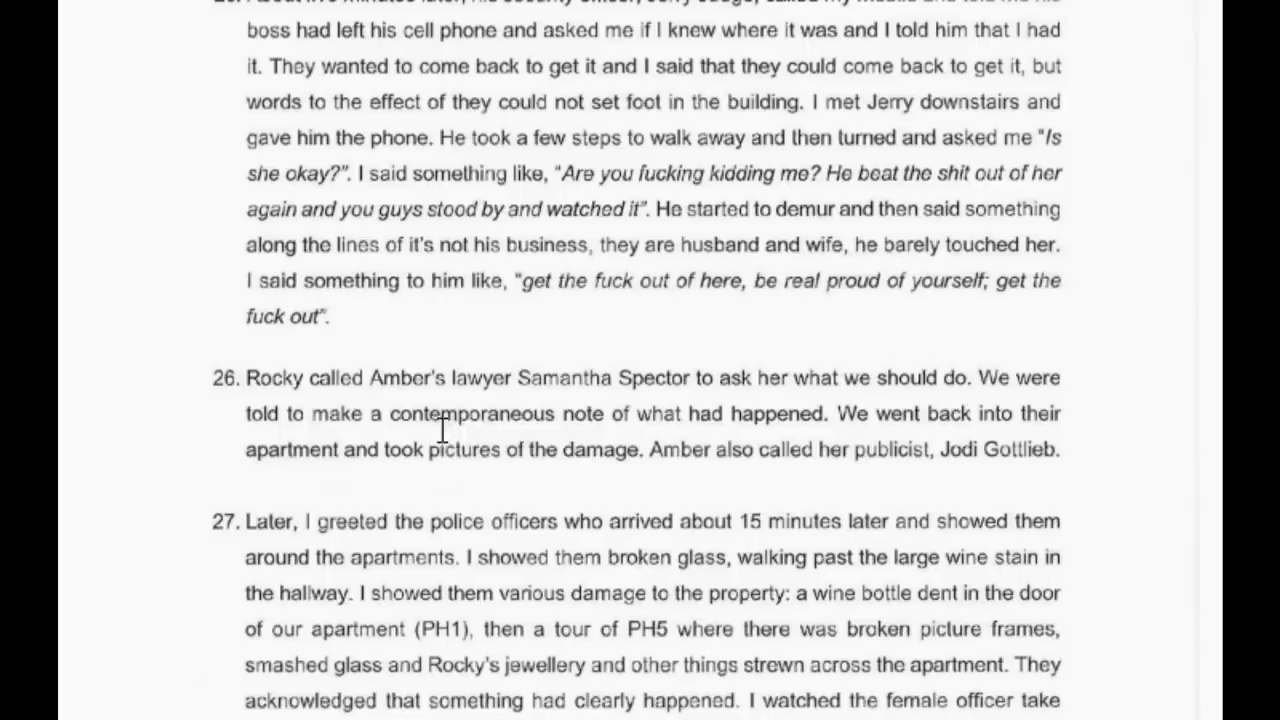 boss had left his cell phone and asked me if I knew where it was and I told him that I had
it. They wanted to come back to get it and I said that they could come back to get it, but
words to the effect of they could not set foot in the building. I met Jerry downstairs and
gave him the phone. He took a few steps to walk away and then turned and asked me "Is
she okay?". I said something like, "Are you fucking kidding me? He beat the shit out of her
again and you guys stood by and watched it". He started to demur and then said something
along the lines of it's not his business, they are husband and wife, he barely touched her.
I said something to him like, "get the fuck out of here, be real proud of yourself; get the
fuck out".
26. Rocky called Amber's lawyer Samantha Spector to ask her what we should do. We were
told to make a contemporaneous note of what had happened. We went back into their
apartment and took pictures of the damage. Amber also called her publicist, Jodi Gottlieb.
27. Later, I greeted the police officers who arrived about 15 minutes later and showed them
around the apartments. I showed them broken glass, walking past the large wine stain in
the hallway. I showed them various damage to the property: a wine bottle dent in the door
of our apartment (PH1), then a tour of PH5 where there was broken picture frames,
smashed glass and Rocky's jewellery and other things strewn across the apartment. They
acknowledged that something had clearly happened. I watched the female officer take